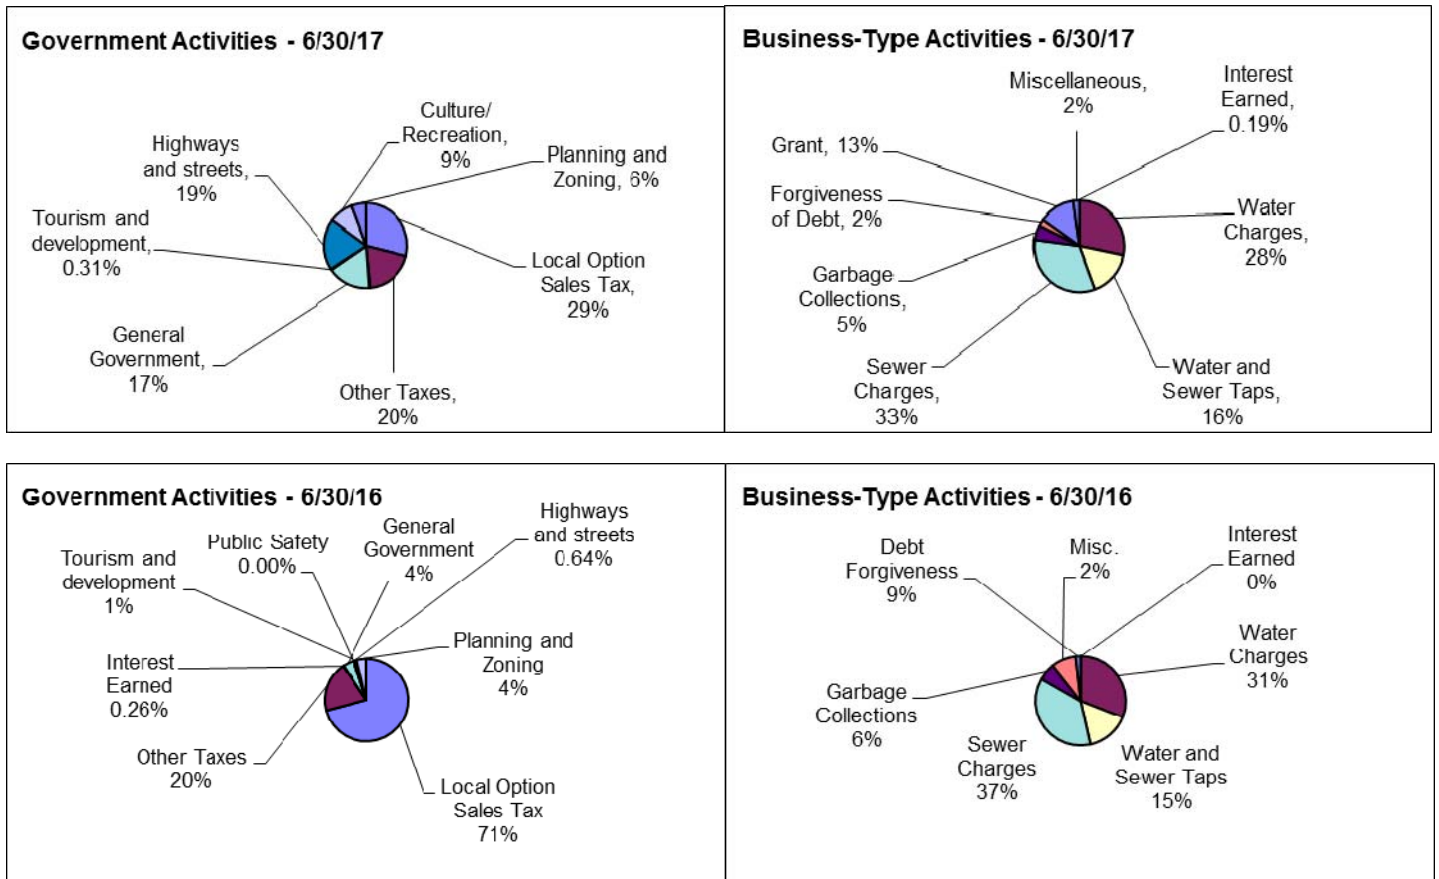 Government Activities - 6/30/17
Culture/
Recreation,
9%
Planning and
Zoning, 6%
Highways
and streets,
19%
Tourism and
development,
0.31%
Local Option
Sales Tax,
29%
General
Government,
17%
Other Taxes,
20%
Business-Type Activities - 6/30/17
Miscellaneous,
2%
Interest
Earned,
0.19%
Grant, 13%
Forgiveness
of Debt, 2%
Water
Charges,
28%
Garbage
Collections,
5%
Sewer
Charges,
33%
Water and
Sewer Taps,
16%
Government Activities - 6/30/16
Highways
and streets
0.64%
General
Government
4%
Public Safety
0.00%
Tourism and
development
1%
Planning and
Zoning
4%
Interest
Earned
0.26%
Other Taxes
20%
Local Option
Sales Tax
71%
Business-Type Activities - 6/30/16
Debt
Forgiveness
9%
Misc.
2%
Interest
Earned
0%
Water
Charges
31%
Garbage
Collections
6%
Sewer
Charges
37%
Water and
Sewer Taps
15%